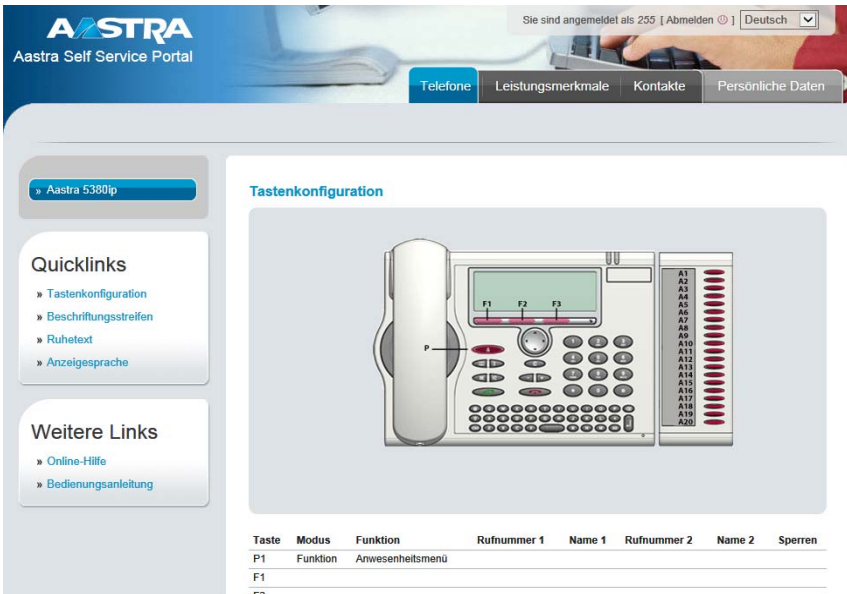 AASTRA
Aastra Self Service Portal
Sie sind angemeldet als 255 [ Abmelden ] Deutsch
Telefone Leistungsmerkmale Kontakte Persönliche Daten
» Aastra 5380ip
Quicklinks
» Tastenkonfiguration
» Beschriftungsstreifen
» Ruhetext
» Anzeigesprache
Weitere Links
» Online-Hilfe
» Bedienungsanleitung
Tastenkonfiguration
F1 F2 F3
P
A1
A2
A3
A4
A5
A6
A7
A8
A9
A10
A11
A12
A13
A14
A15
A16
A17
A18
A19
A20
Taste Modus Funktion Rufnummer 1 Name 1 Rufnummer 2 Name 2 Sperren
P1 Funktion Anwesenheitsmenü
F1